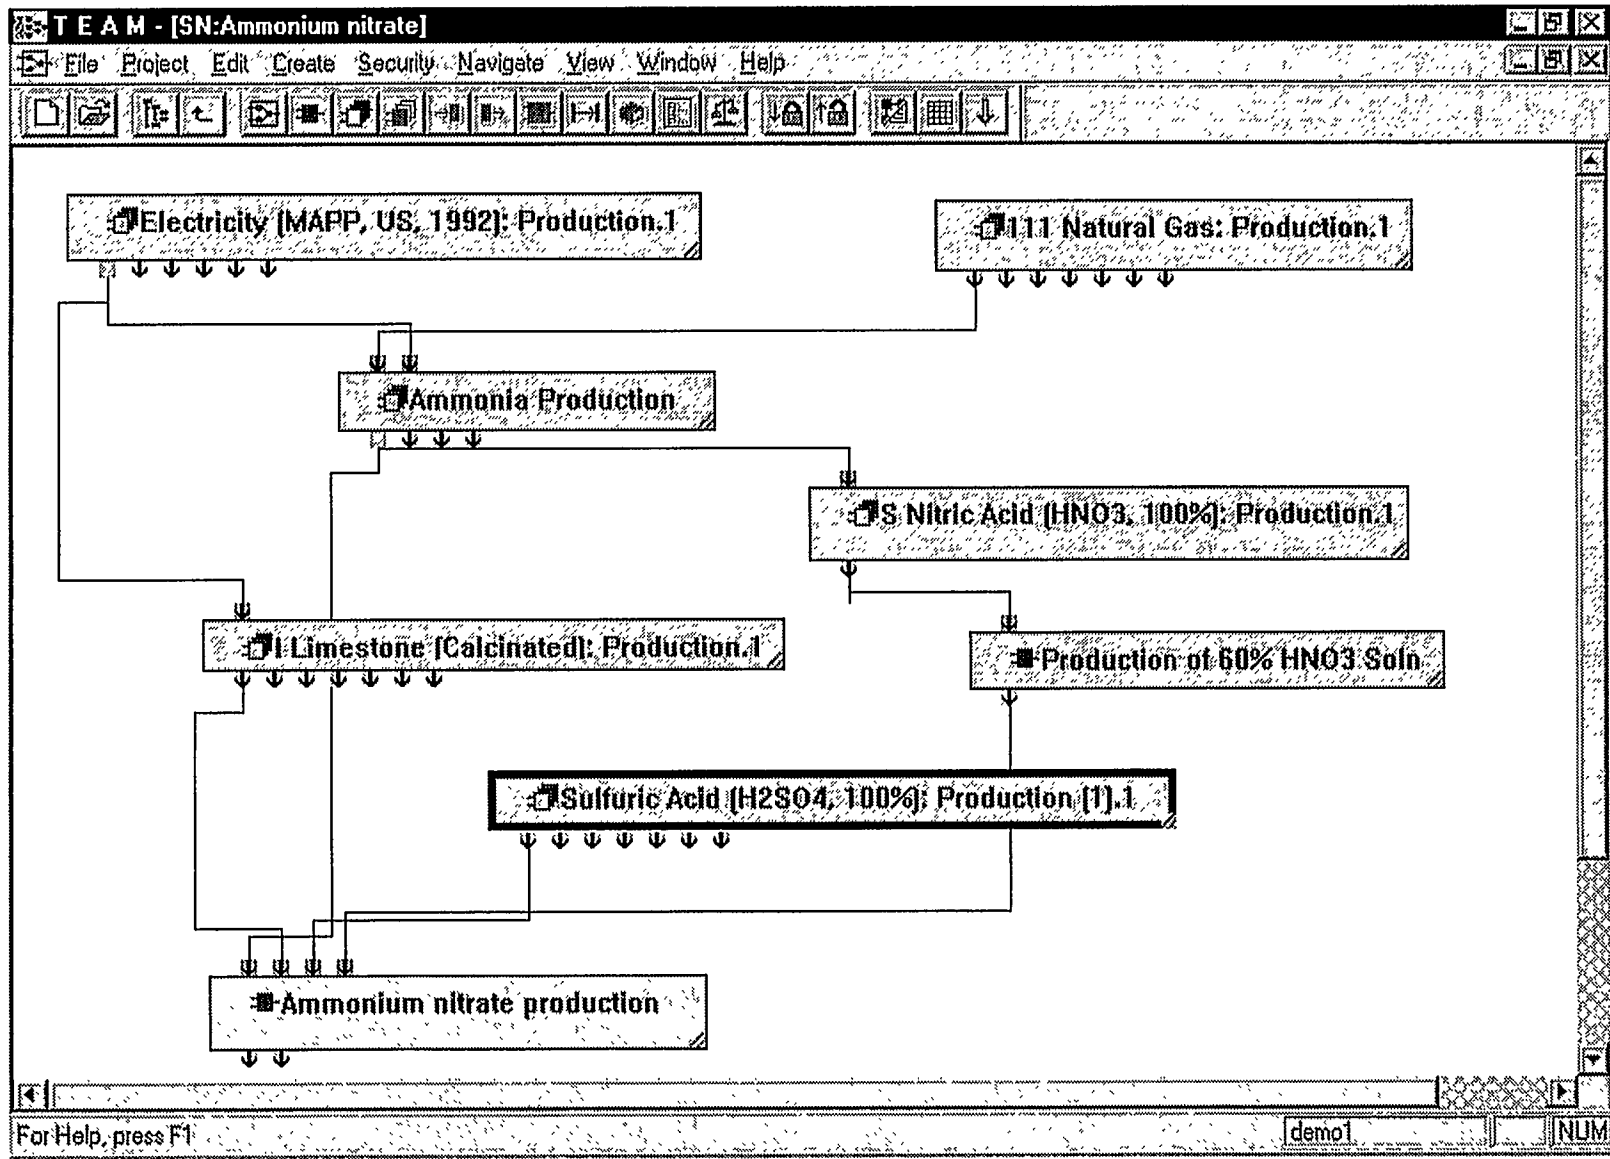 T E A M - [SN:Ammonium nitrate]
File Project Edit Create Security Navigate View Window Help
Electricity (MAPP, US, 1992): Production.1
111 Natural Gas: Production.1
Ammonia Production
S Nitric Acid (HNO3, 100%): Production.1
I Limestone (Calcinated): Production.1
Production of 60% HNO3 Soln
Sulfuric Acid (H2SO4, 100%): Production (1).1
Ammonium nitrate production
For Help, press F1 demo1 NUM